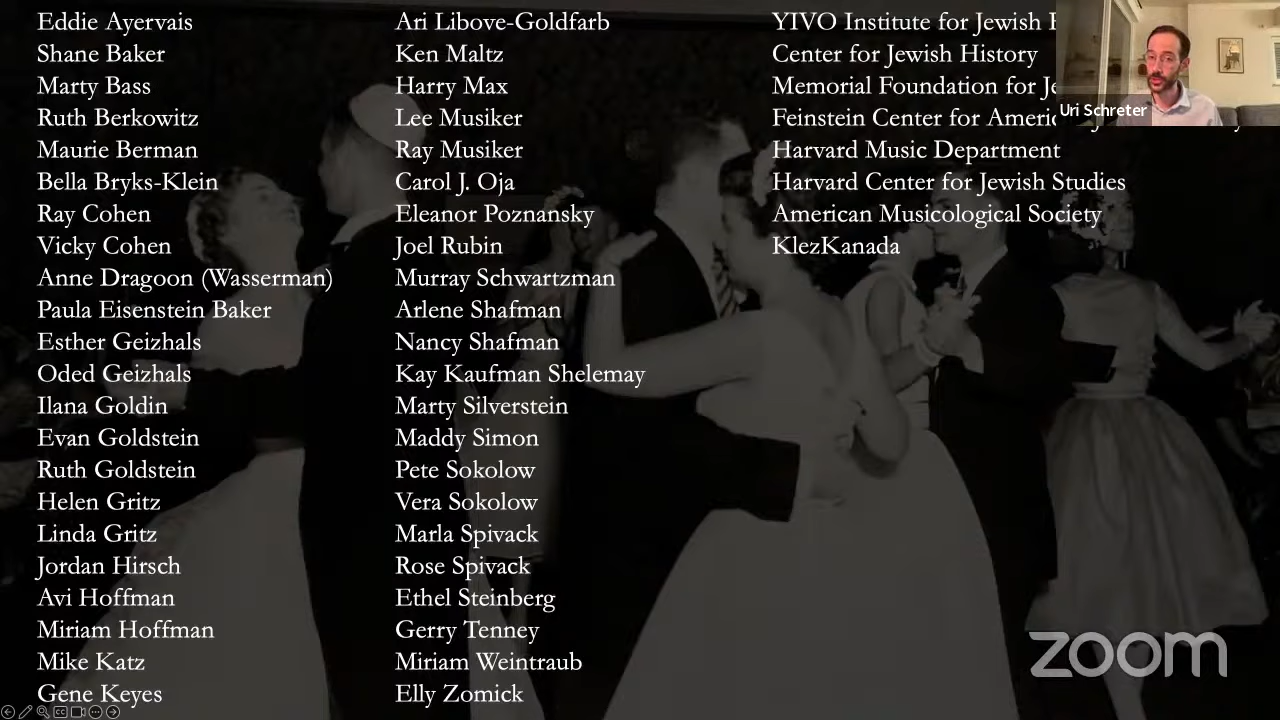 Eddie Ayervais
Shane Baker
Marty Bass
Ruth Berkowitz
Maurie Berman
Bella Bryks-Klein
Ray Cohen
Vicky Cohen
Anne Dragoon (Wasserman)
Paula Eisenstein Baker
Esther Geizhals
Oded Geizhals
Ilana Goldin
Evan Goldstein
Ruth Goldstein
Helen Gritz
Linda Gritz
Jordan Hirsch
Avi Hoffman
Miriam Hoffman
Mike Katz
Gene Keyes
Ari Libove-Goldfarb
Ken Maltz
Harry Max
Lee Musiker
Ray Musiker
Carol J. Oja
Eleanor Poznansky
Joel Rubin
Murray Schwartzman
Arlene Shafman
Nancy Shafman
Kay Kaufman Shelemay
Marty Silverstein
Maddy Simon
Pete Sokolow
Vera Sokolow
Marla Spivack
Rose Spivack
Ethel Steinberg
Gerry Tenney
Miriam Weintraub
Elly Zomick
YIVO Institute for Jewish
Center for Jewish History
Memorial Foundation for
Feinstein Center for
Harvard Music Department
Harvard Center for Jewish Studies
American Musicological Society
KlezKanada
Uri Schreter
zoom